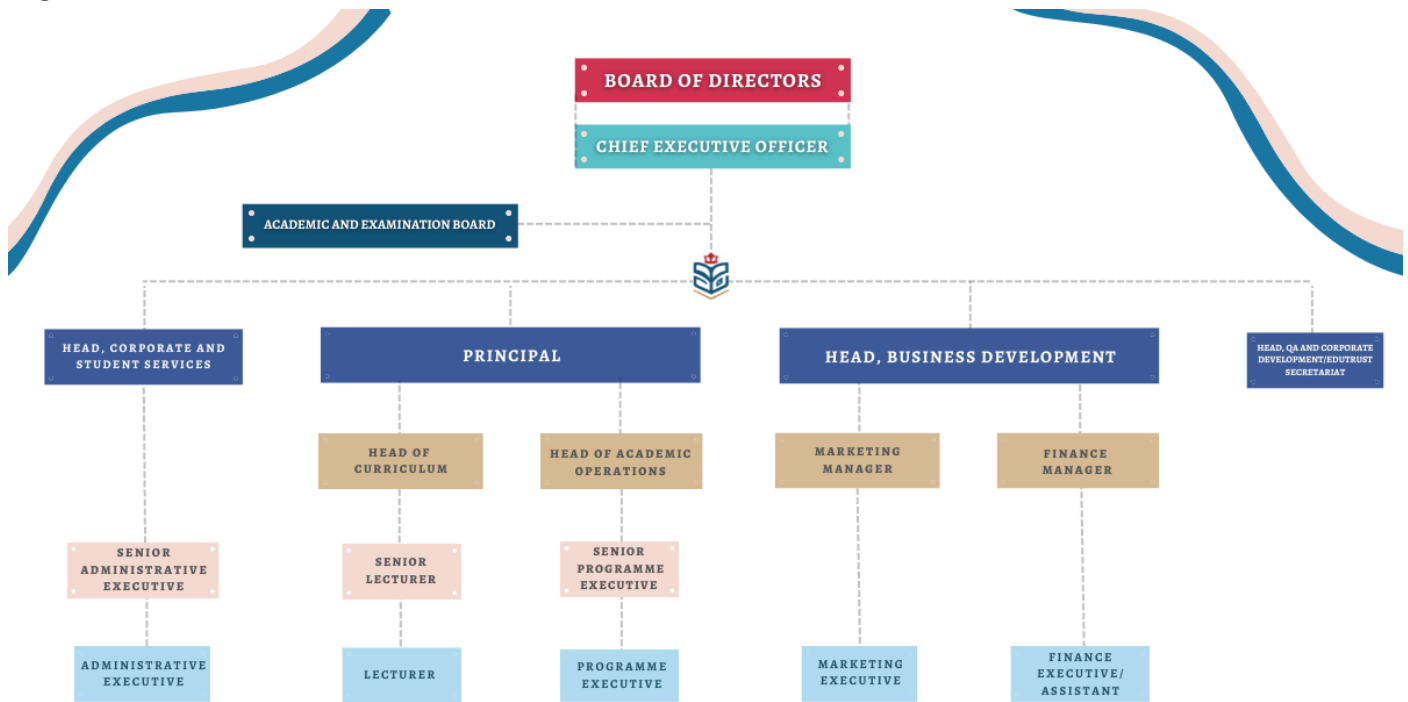 BOARD OF DIRECTORS
CHIEF EXECUTIVE OFFICER
ACADEMIC AND EXAMINATION BOARD
HEAD, CORPORATE AND
STUDENT SERVICES
PRINCIPAL
HEAD, BUSINESS DEVELOPMENT
HEAD, QA AND CORPORATE
DEVELOPMENT/EDUTRUST
SECRETARIAT
HEAD OF
CURRICULUM
HEAD OF ACADEMIC
OPERATIONS
MARKETING
MANAGER
FINANCE
MANAGER
SENIOR
ADMINISTRATIVE
EXECUTIVE
SENIOR
LECTURER
SENIOR
PROGRAMME
EXECUTIVE
ADMINISTRATIVE
EXECUTIVE
LECTURER
PROGRAMME
EXECUTIVE
MARKETING
EXECUTIVE
FINANCE
EXECUTIVE/
ASSISTANT